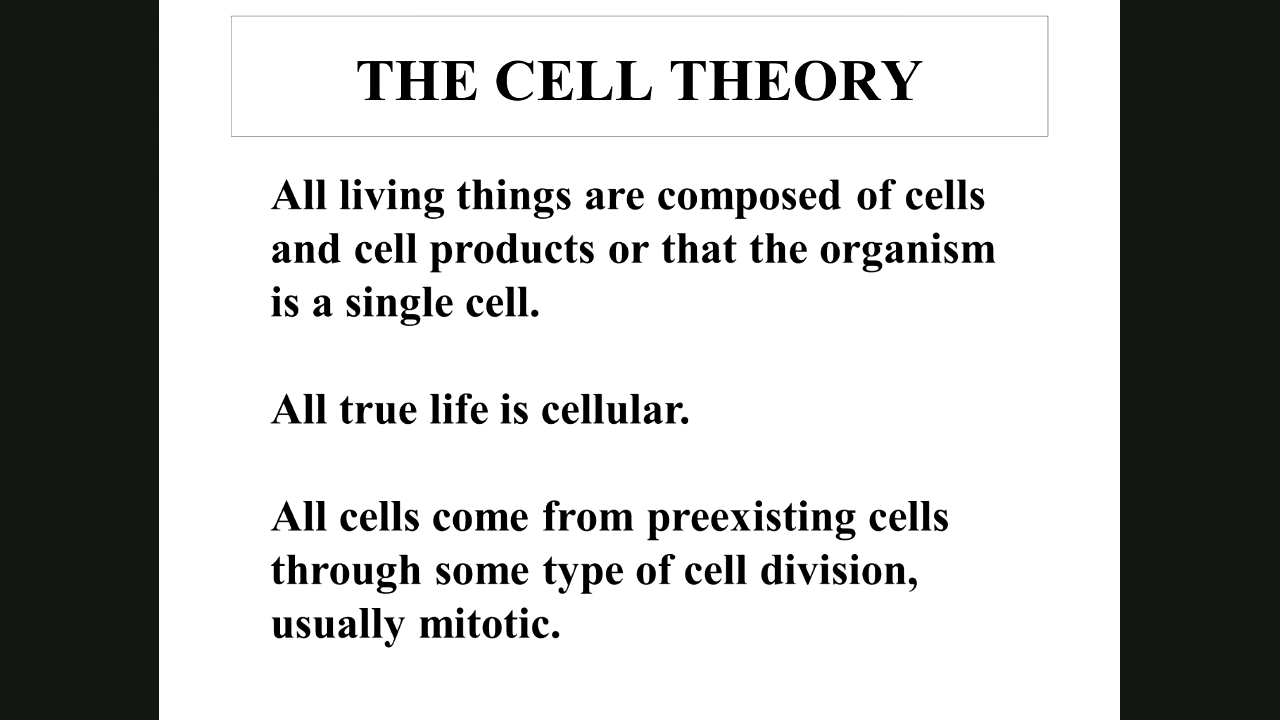 THE CELL THEORY
All living things are composed of cells
and cell products or that the organism
is a single cell.
All true life is cellular.
All cells come from preexisting cells
through some type of cell division,
usually mitotic.